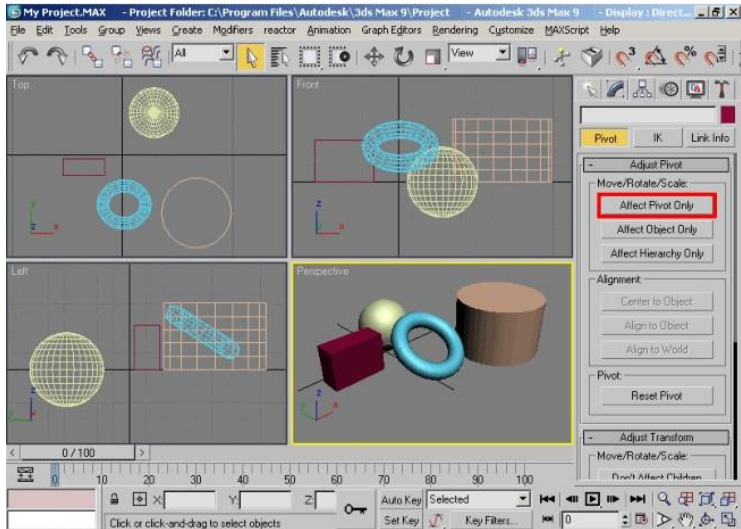 My Project.MAX - Project Folder: C:\Program Files\Autodesk\3ds Max 9\Project - Autodesk 3ds Max 9 - Display : Direct...
File Edit Tools Group Views Create Modifiers reactor Animation Graph Editors Rendering Customize MAXScript Help
All View 3
Top
Front
Left
Perspective
y x
z x
z y
z x
Pivot IK Link Info
- Adjust Pivot
Move/Rotate/Scale:
Affect Pivot Only
Affect Object Only
Affect Hierarchy Only
Alignment:
Center to Object
Align to Object
Align to World
Pivot:
Reset Pivot
- Adjust Transform
Move/Rotate/Scale:
Don't Affect Children
< 0 / 100 >
0 10 20 30 40 50 60 70 80 90 100
X: Y: Z: Auto Key Selected
Click or click-and-drag to select objects Set Key Key Filters... 0